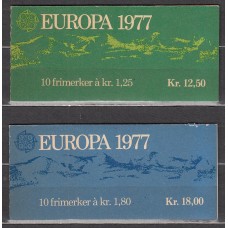 EUROPA 1977
10 frimerker à kr. 1,25 Kr. 12,50
EUROPA 1977
10 frimerker à kr. 1,80 Kr. 18,00